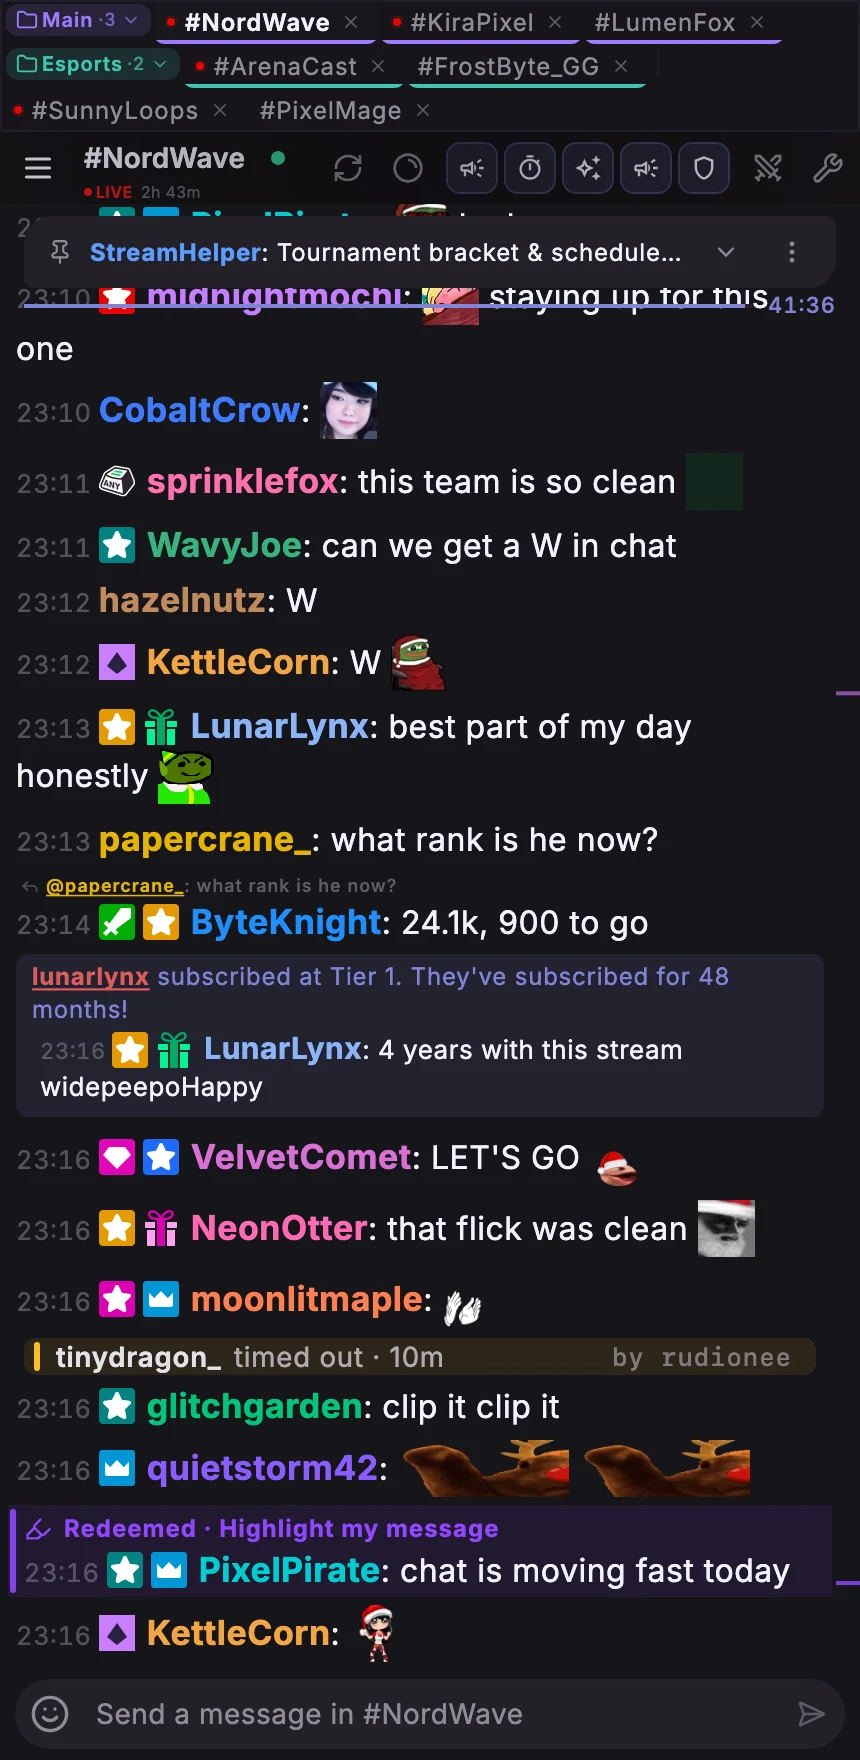 Main ·3 #NordWave #KiraPixel #LumenFox
Esports ·2 #ArenaCast #FrostByte_GG
#SunnyLoops #PixelMage
#NordWave
LIVE 2h 43m
StreamHelper: Tournament bracket & schedule...
23:10 midnightmochi: staying up for this
41:36
one
23:10 CobaltCrow:
23:11 ANY sprinklefox: this team is so clean
23:11 WavyJoe: can we get a W in chat
23:12 hazelnutz: W
23:12 KettleCorn: W
23:13 LunarLynx: best part of my day
honestly
23:13 papercrane_: what rank is he now?
@papercrane_: what rank is he now?
23:14 ByteKnight: 24.1k, 900 to go
lunarlynx subscribed at Tier 1. They've subscribed for 48
months!
23:16 LunarLynx: 4 years with this stream
widepeepoHappy
23:16 VelvetComet: LET'S GO
23:16 NeonOtter: that flick was clean
23:16 moonlitmaple:
tinydragon_ timed out · 10m by rudionee
23:16 glitchgarden: clip it clip it
23:16 quietstorm42:
Redeemed · Highlight my message
23:16 PixelPirate: chat is moving fast today
23:16 KettleCorn:
Send a message in #NordWave